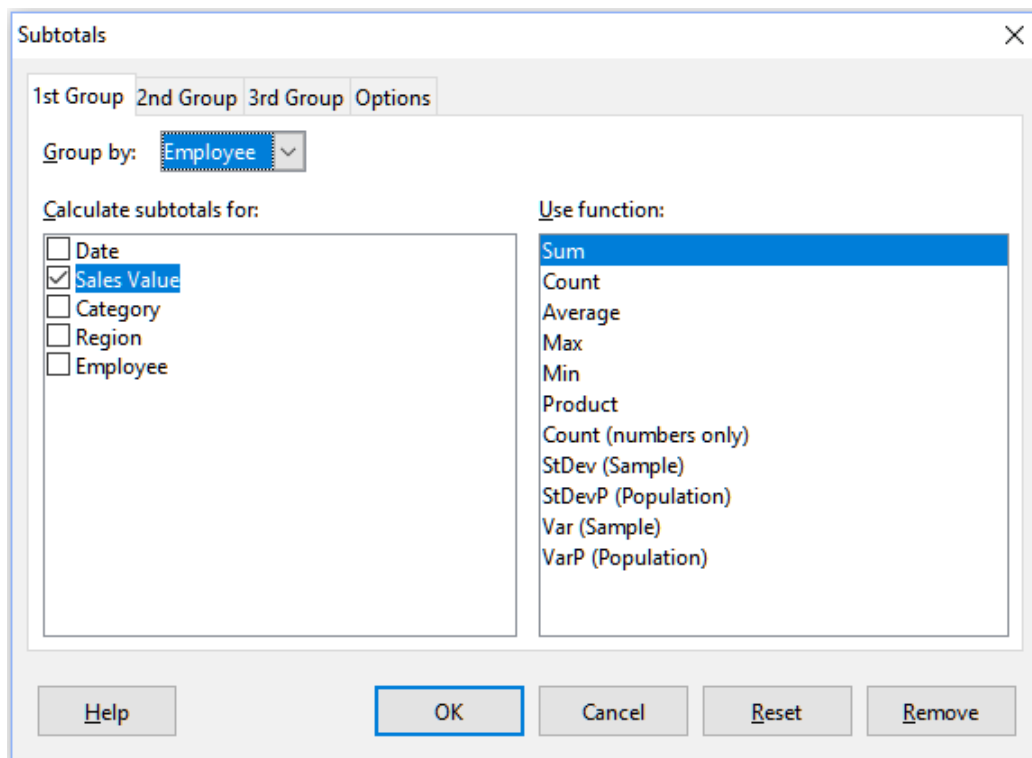 Subtotals
1st Group 2nd Group 3rd Group Options
Group by: Employee
Calculate subtotals for:
Date
Sales Value
Category
Region
Employee
Use function:
Sum
Count
Average
Max
Min
Product
Count (numbers only)
StDev (Sample)
StDevP (Population)
Var (Sample)
VarP (Population)
Help OK Cancel Reset Remove